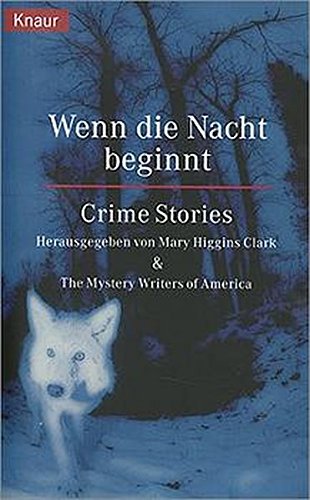 Knaur
Wenn die Nacht
beginnt
Crime Stories
Herausgegeben von Mary Higgins Clark
&
The Mystery Writers of America